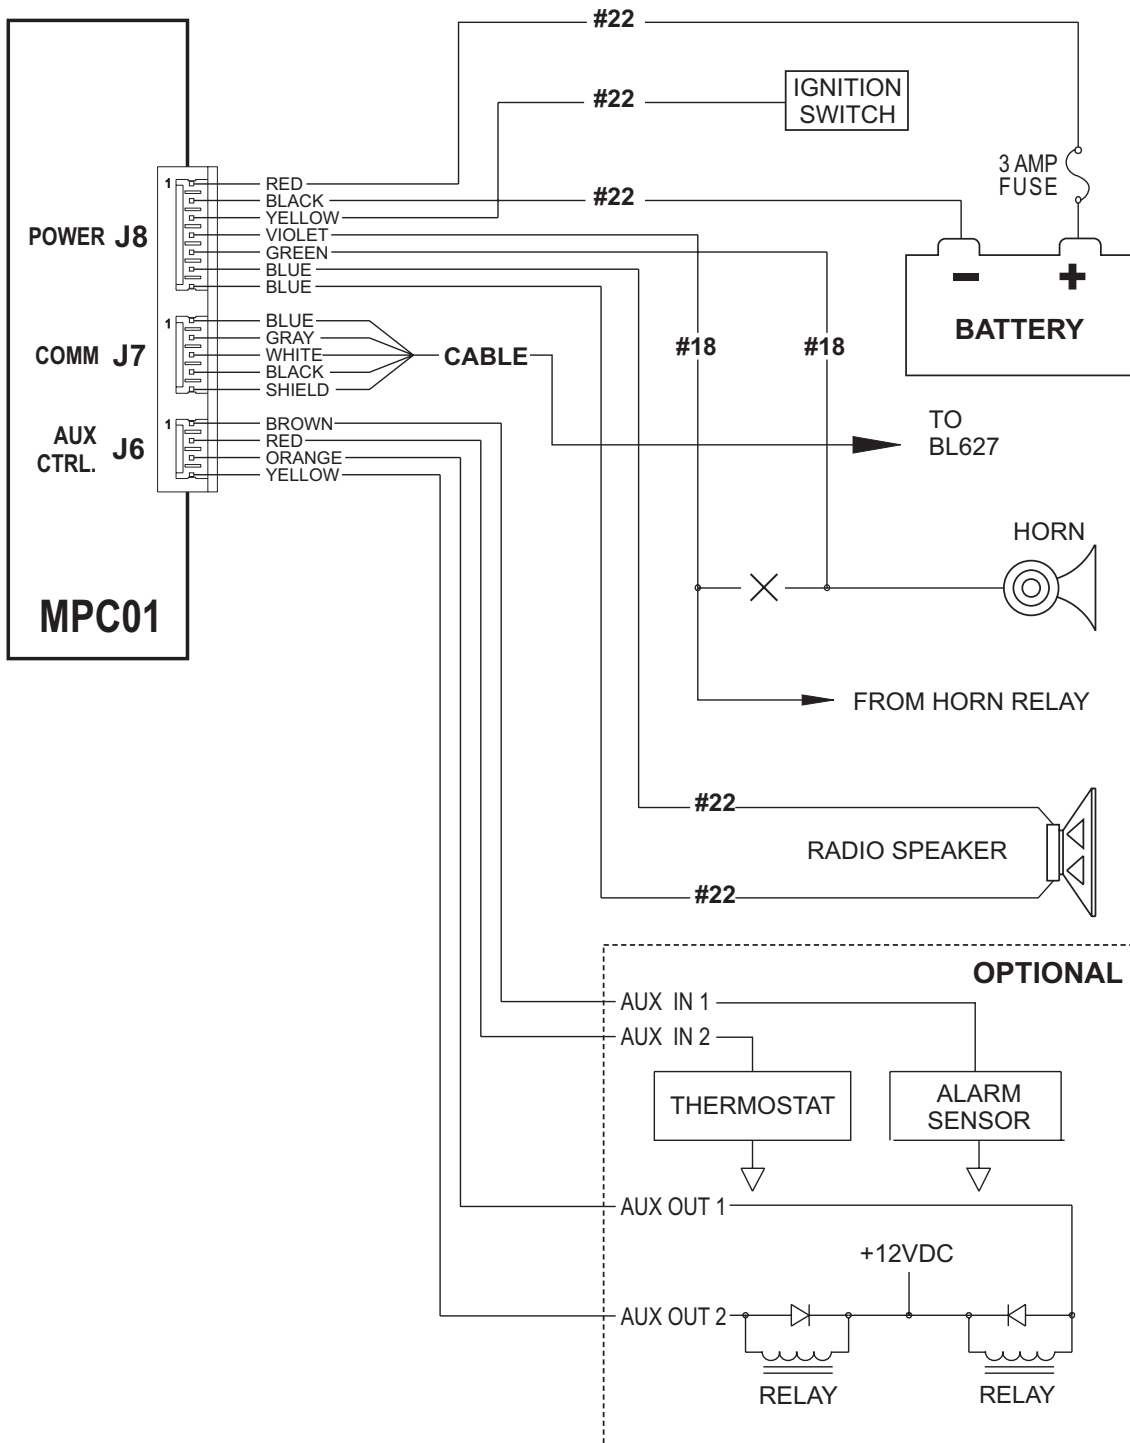 #22
#22
IGNITION
SWITCH
3 AMP
FUSE
1
RED
BLACK
#22
YELLOW
VIOLET
GREEN
BLUE
BLUE
POWER J8
BATTERY
1
BLUE
GRAY
WHITE
BLACK
SHIELD
COMM J7
CABLE
#18
#18
TO
BL627
1
BROWN
RED
ORANGE
YELLOW
AUX
CTRL.
J6
HORN
MPC01
FROM HORN RELAY
#22
RADIO SPEAKER
#22
OPTIONAL
AUX IN 1
AUX IN 2
THERMOSTAT
ALARM
SENSOR
AUX OUT 1
+12VDC
AUX OUT 2
RELAY
RELAY